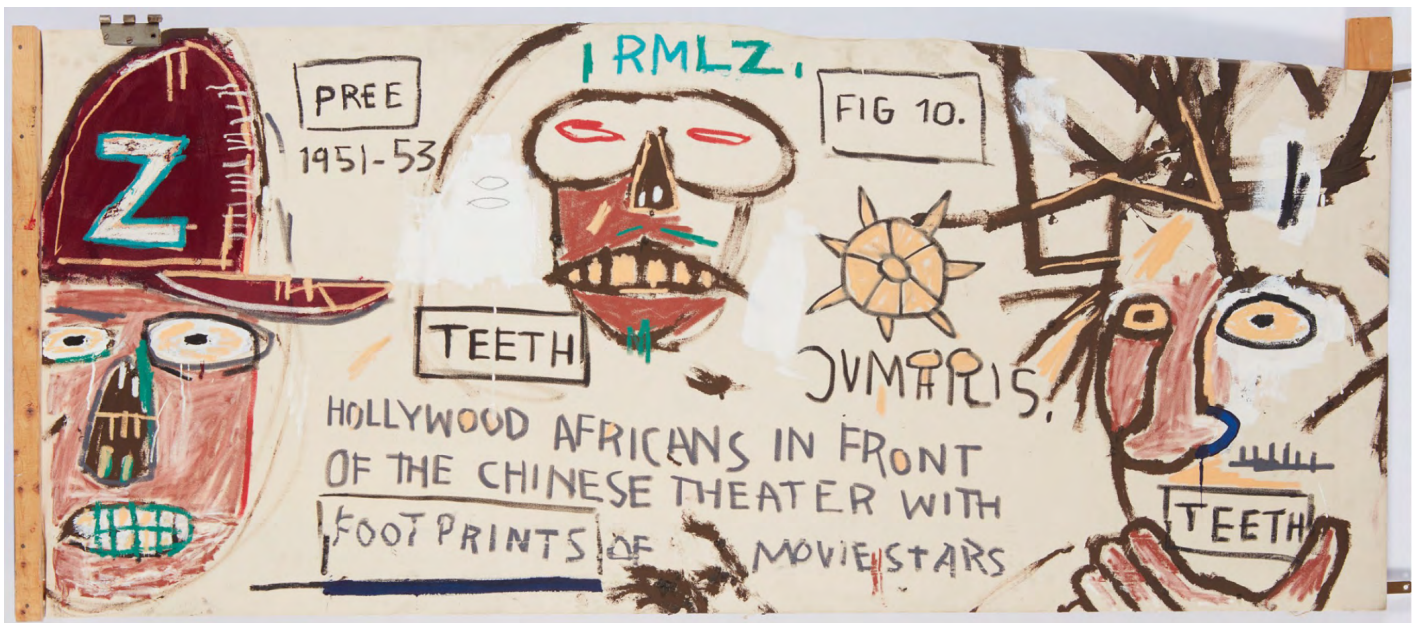 Z
PREE
1951-53
RMLZ.
FIG 10.
TEETH
JVMAILIS.
HOLLYWOOD AFRICANS IN FRONT
OF THE CHINESE THEATER WITH
FOOTPRINTS OF MOVIE STARS
TEETH